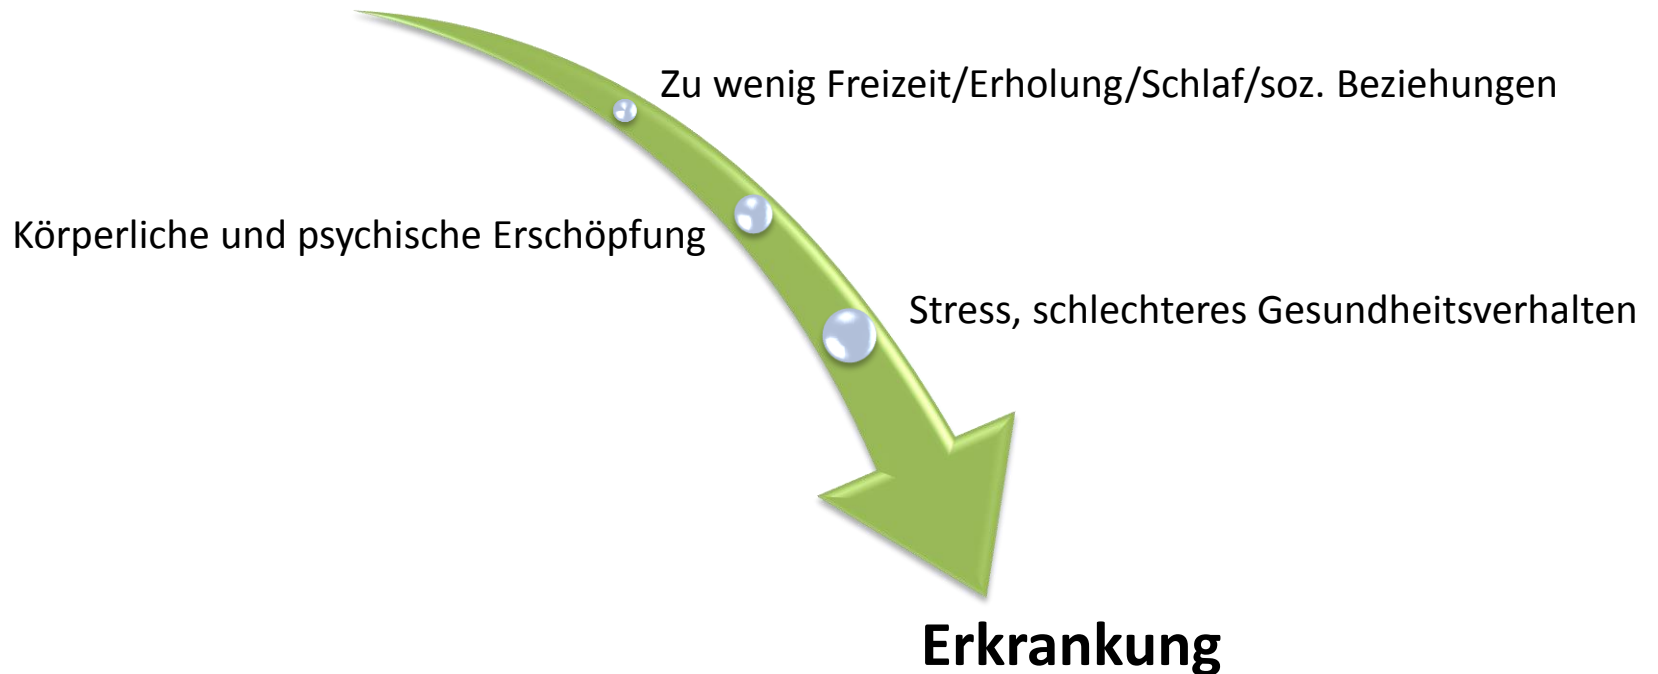 Zu wenig Freizeit/Erholung/Schlaf/soz. Beziehungen
Körperliche und psychische Erschöpfung
Stress, schlechteres Gesundheitsverhalten
Erkrankung